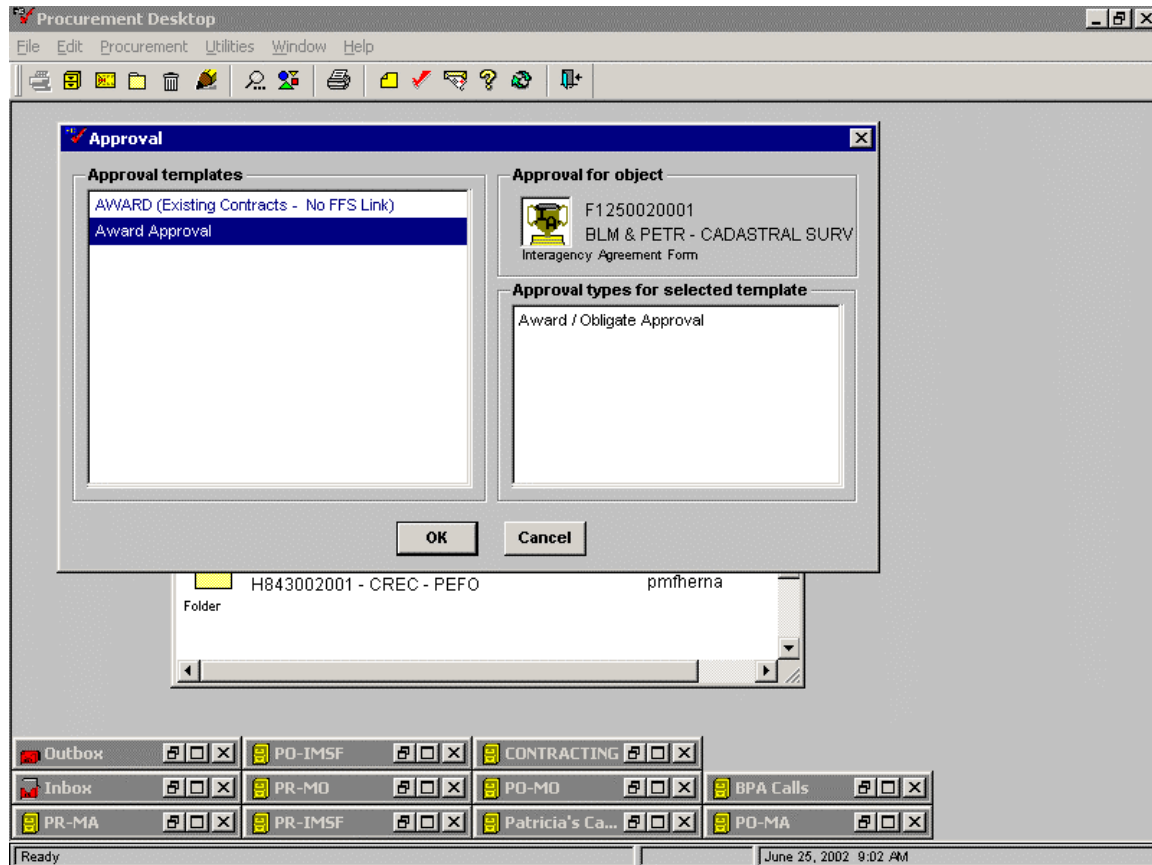 Procurement Desktop
File Edit Procurement Utilities Window Help
Approval
Approval templates
AWARD (Existing Contracts - No FFS Link)
Award Approval
Approval for object
F1250020001
BLM & PETR - CADASTRAL SURV
Interagency Agreement Form
Approval types for selected template
Award / Obligate Approval
OK Cancel
H843002001 - CREC - PEFO pmfherna
Folder
Outbox PO-IMSF CONTRACTING
Inbox PR-MO PO-MO BPA Calls
PR-MA PR-IMSF Patricia's Ca... PO-MA
Ready June 25, 2002 9:02 AM